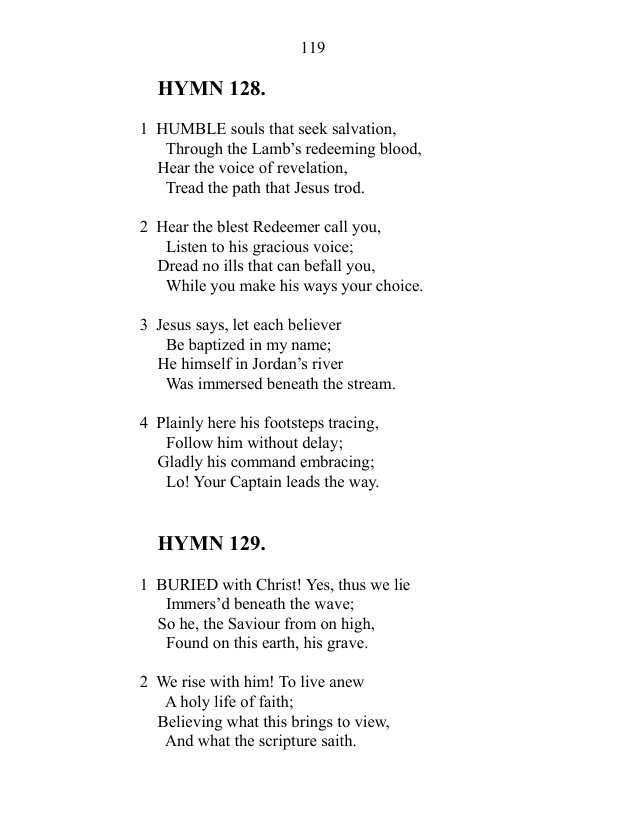 119
HYMN 128.
1 HUMBLE souls that seek salvation,
Through the Lamb’s redeeming blood,
Hear the voice of revelation,
Tread the path that Jesus trod.
2 Hear the blest Redeemer call you,
Listen to his gracious voice;
Dread no ills that can befall you,
While you make his ways your choice.
3 Jesus says, let each believer
Be baptized in my name;
He himself in Jordan’s river
Was immersed beneath the stream.
4 Plainly here his footsteps tracing,
Follow him without delay;
Gladly his command embracing;
Lo! Your Captain leads the way.
HYMN 129.
1 BURIED with Christ! Yes, thus we lie
Immers’d beneath the wave;
So he, the Saviour from on high,
Found on this earth, his grave.
2 We rise with him! To live anew
A holy life of faith;
Believing what this brings to view,
And what the scripture saith.